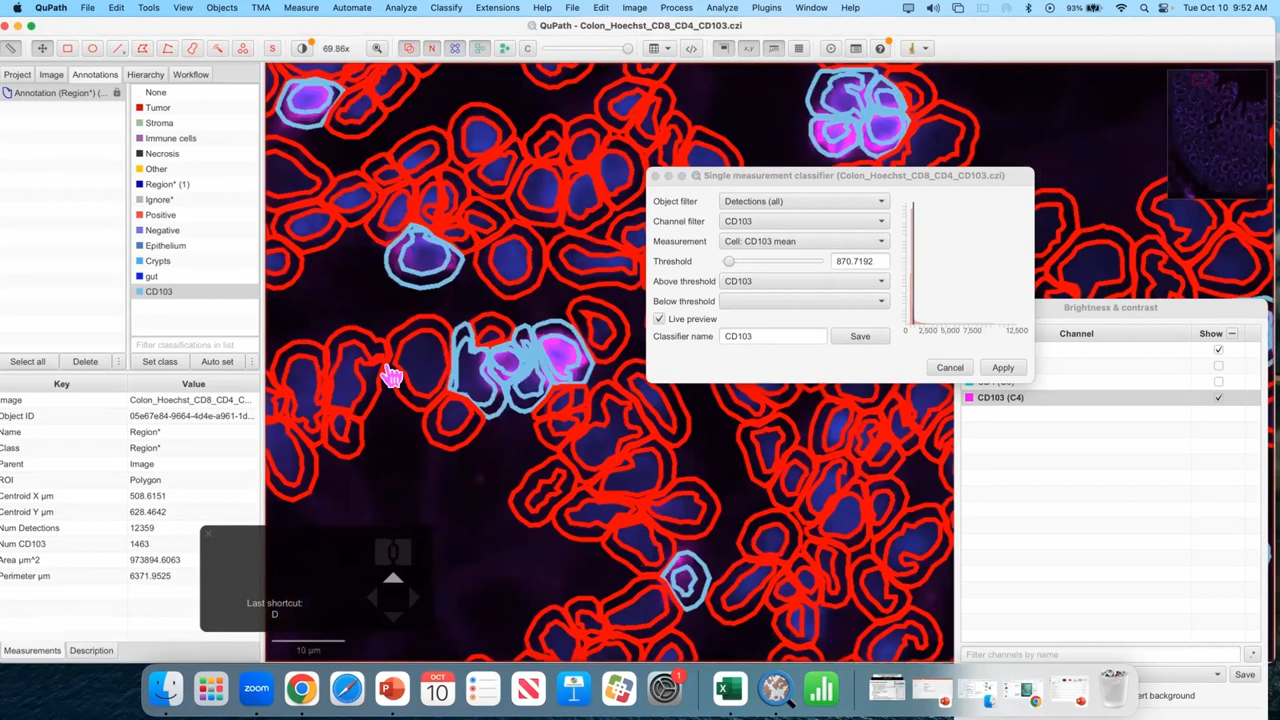 QuPath File Edit Tools View Objects TMA Measure Automate Analyze Classify Extensions Help File Edit Image Process Analyze Plugins Window Help 93% Tue Oct 10 9:52 AM
QuPath - Colon_Hoechst_CD8_CD4_CD103.czi
S 69.86x N C x,y
Project Image Annotations Hierarchy Workflow
Annotation (Region*) (...
None
Tumor
Stroma
Immune cells
Necrosis
Other
Region* (1)
Ignore*
Positive
Negative
Epithelium
Crypts
gut
CD103
Filter classifications in list
Select all Delete Set class Auto set
Key Value
Image Colon_Hoechst_CD8_CD4_C...
Object ID 05e67e84-9664-4d4e-a961-1d...
Name Region*
Class Region*
Parent Image
ROI Polygon
Centroid X µm 508.6151
Centroid Y µm 628.4642
Num Detections 12359
Num CD103 1463
Area µm^2 973894.6063
Perimeter µm 6371.9525
Measurements Description
Single measurement classifier (Colon_Hoechst_CD8_CD4_CD103.czi)
Object filter Detections (all)
Channel filter CD103
Measurement Cell: CD103 mean
Threshold 870.7192
Above threshold CD103
Below threshold
Live preview
Classifier name CD103 Save
0 2,500 5,000 7,500 12,500
Cancel Apply
Brightness & contrast
Channel Show
CD103 (C4)
Filter channels by name
Save
Last shortcut:
D
10 µm
zoom
OCT
10
1